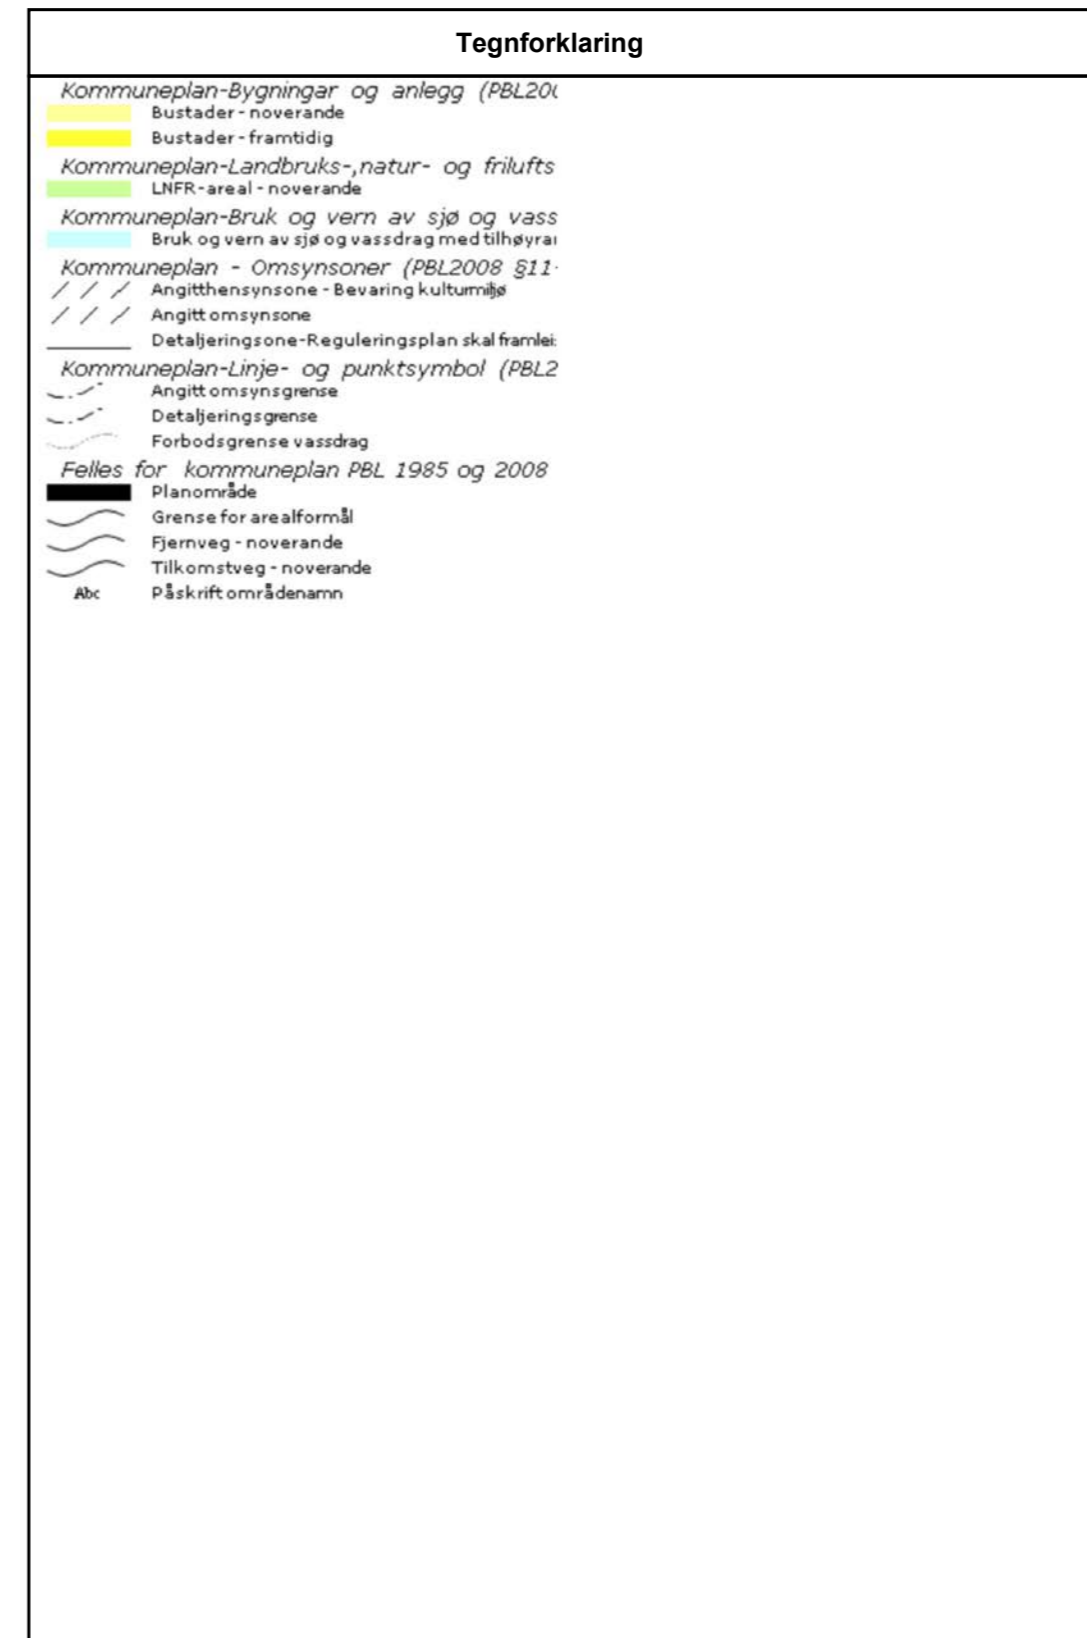 Tegnforklaring
Kommuneplan-Bygningar og anlegg (PBL200
Bustader - noverande
Bustader - framtidig
Kommuneplan-Landbruks-,natur- og frilufts
LNFR-areal - noverande
Kommuneplan-Bruk og vern av sjø og vass
Bruk og vern av sjø og vassdrag med tilhøyrar
Kommuneplan - Omsynsoner (PBL2008 §11-
Angitthensynsone - Bevaring kulturmiljø
Angitt omsynsone
Detaljeringsone-Reguleringsplan skal framlei
Kommuneplan-Linje- og punktsymbol (PBL2
Angitt omsynsgrense
Detaljeringsgrense
Forbodsgrense vassdrag
Felles for kommuneplan PBL 1985 og 2008
Planområde
Grense for arealformål
Fjernveg - noverande
Tilkomstveg - noverande
Abc Påskrift områdenamn